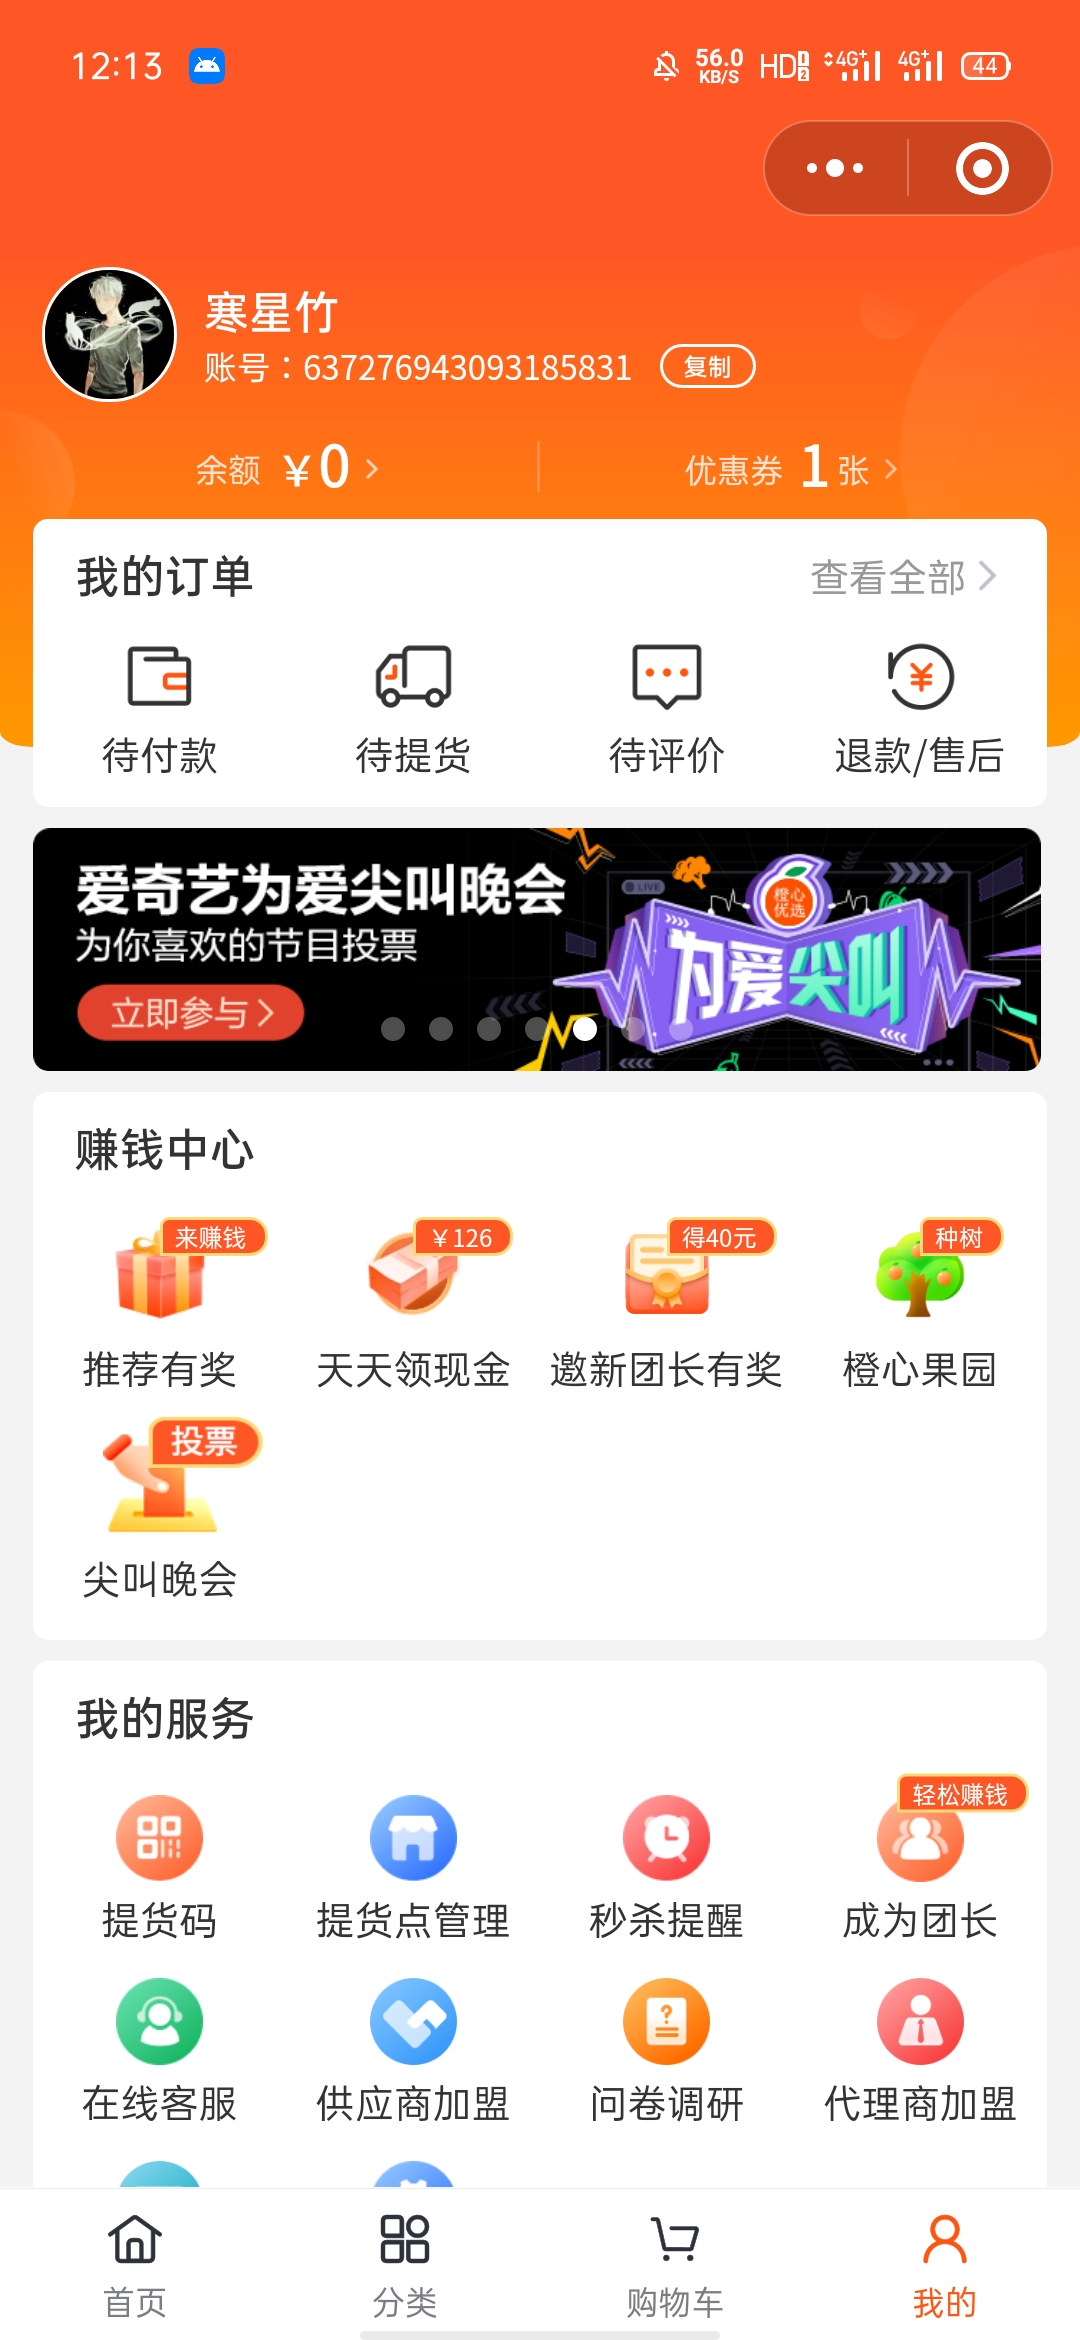 12:13
56.0
KB/S
HD
1
2
4G+
4G+
44
寒星竹
账号：637276943093185831
复制
余额 ¥0
优惠券 1张
我的订单
查看全部
待付款
待提货
待评价
退款/售后
爱奇艺为爱尖叫晚会
为你喜欢的节目投票
立即参与
LIVE
橙心
优选
为爱尖叫
赚钱中心
来赚钱
¥126
得40元
种树
推荐有奖
天天领现金
邀新团长有奖
橙心果园
投票
尖叫晚会
我的服务
轻松赚钱
提货码
提货点管理
秒杀提醒
成为团长
在线客服
供应商加盟
问卷调研
代理商加盟
首页
分类
购物车
我的